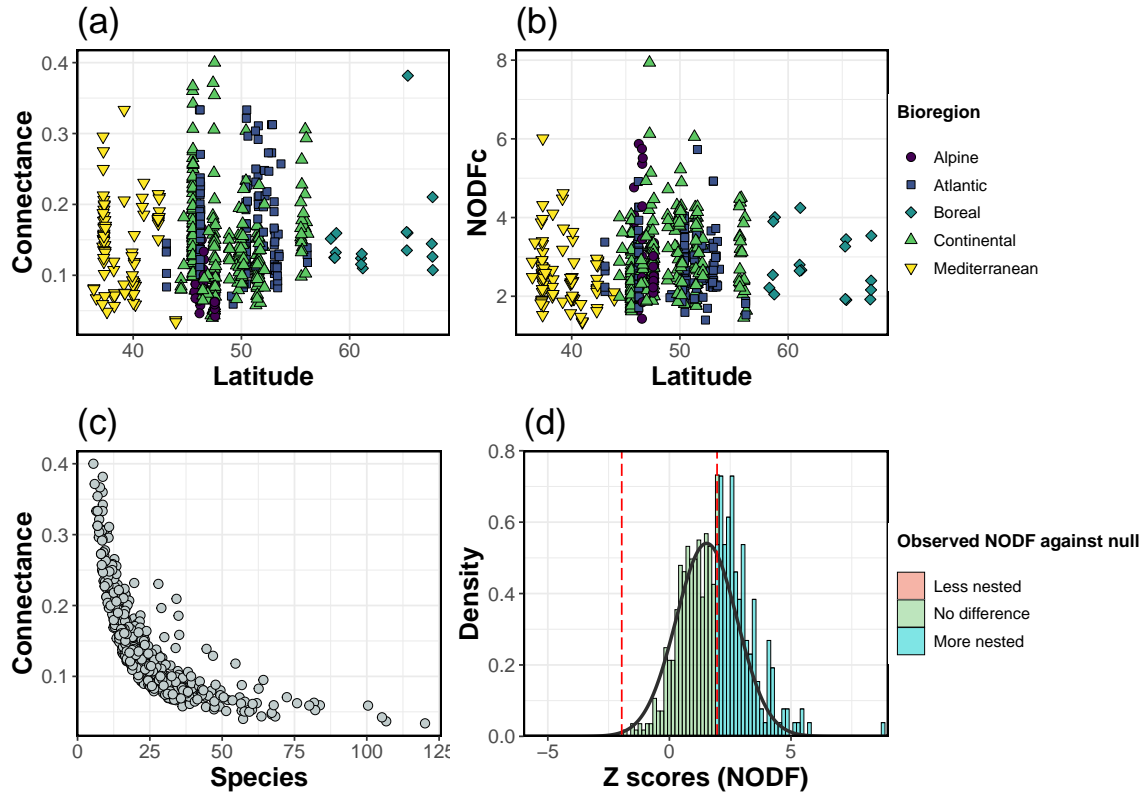 (a)
0.4
0.3
0.2
0.1
Connectance
40
50
60
Latitude
(b)
8
6
4
2
NODFc
40
50
60
Latitude
Bioregion
Alpine
Atlantic
Boreal
Continental
Mediterranean
(c)
0.4
0.3
0.2
0.1
Connectance
0
25
50
75
100
125
Species
(d)
0.8
0.6
0.4
0.2
0.0
Density
−5
0
5
Z scores (NODF)
Observed NODF against null
Less nested
No difference
More nested